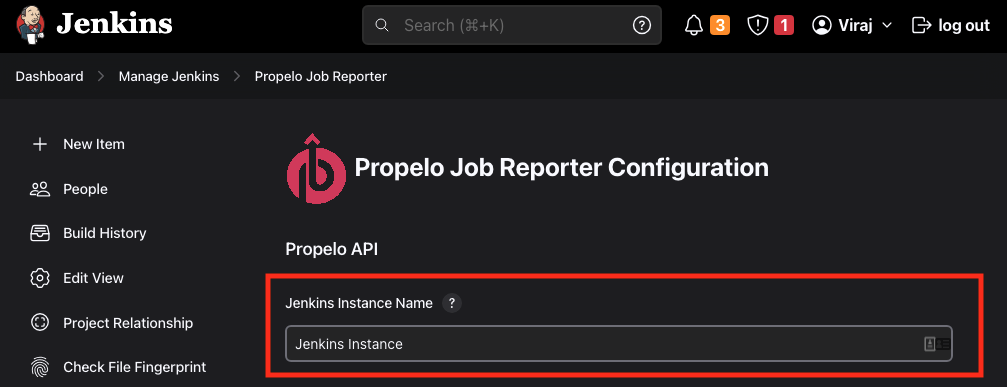 Jenkins
Search (⌘+K)
3
1
Viraj
log out
Dashboard
Manage Jenkins
Propelo Job Reporter
New Item
People
Build History
Edit View
Project Relationship
Check File Fingerprint
Propelo Job Reporter Configuration
Propelo API
Jenkins Instance Name ?
Jenkins Instance